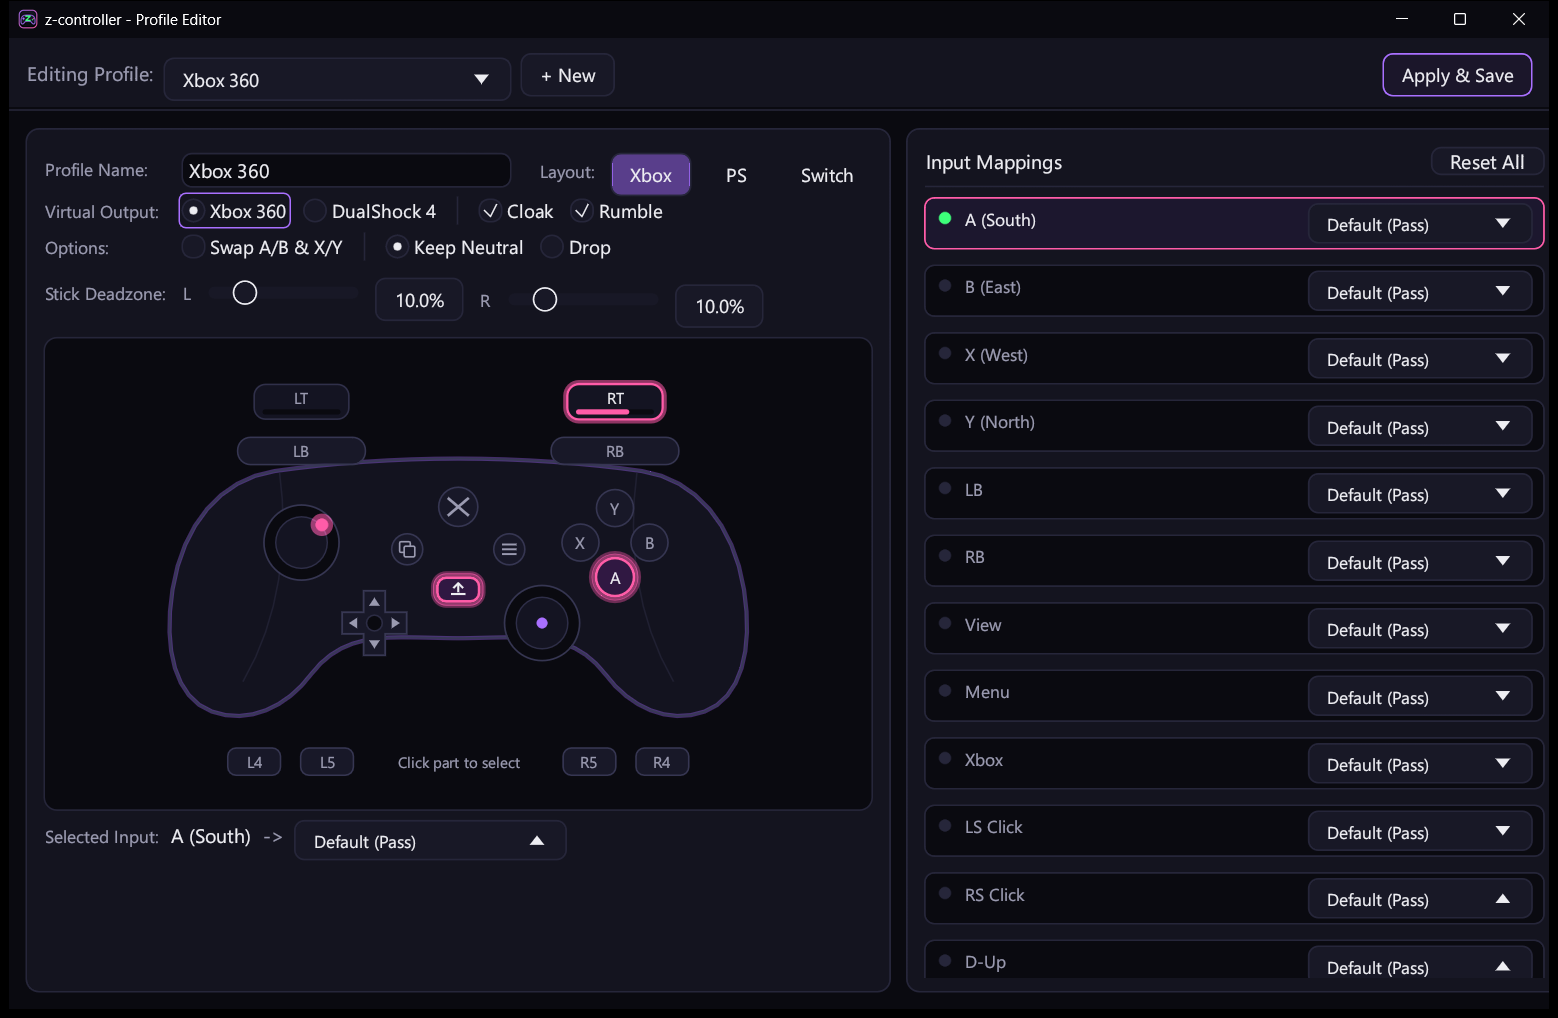 z-controller - Profile Editor
Editing Profile: Xbox 360 + New Apply & Save
Profile Name: Xbox 360 Layout: Xbox PS Switch
Virtual Output: Xbox 360 DualShock 4 Cloak Rumble
Options: Swap A/B & X/Y Keep Neutral Drop
Stick Deadzone: L 10.0% R 10.0%
LT RT
LB RB
Y
X B
A
L4 L5 Click part to select R5 R4
Selected Input: A (South) -> Default (Pass)
Input Mappings Reset All
A (South) Default (Pass)
B (East) Default (Pass)
X (West) Default (Pass)
Y (North) Default (Pass)
LB Default (Pass)
RB Default (Pass)
View Default (Pass)
Menu Default (Pass)
Xbox Default (Pass)
LS Click Default (Pass)
RS Click Default (Pass)
D-Up Default (Pass)